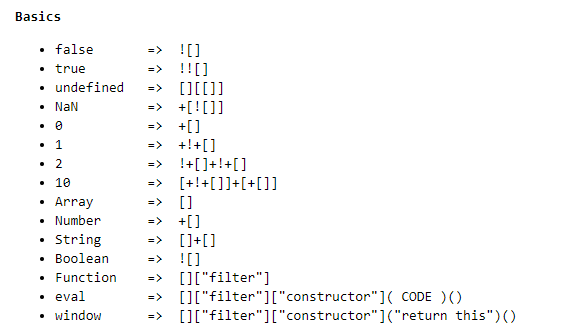 Basics
• false => ![]
• true => !![]
• undefined => [][[]]
• NaN => +[![]]
• 0 => +[]
• 1 => +!+[]
• 2 => !+[]+!+[]
• 10 => [+!+[]]+[+[]]
• Array => []
• Number => +[]
• String => []+[]
• Boolean => ![]
• Function => []["filter"]
• eval => []["filter"]["constructor"]( CODE )()
• window => []["filter"]["constructor"]("return this")()